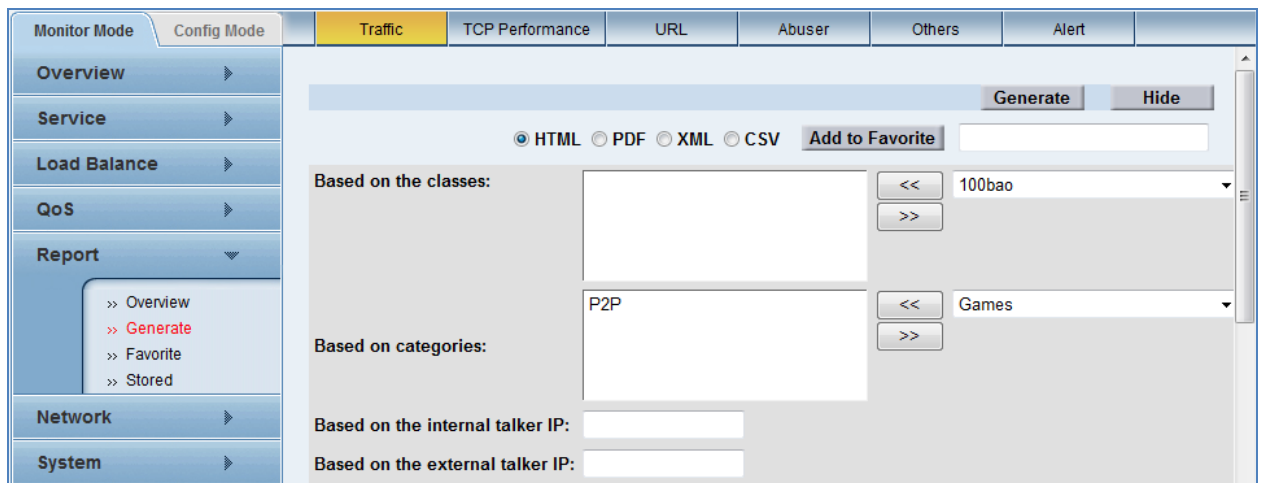 Monitor Mode Config Mode Traffic TCP Performance URL Abuser Others Alert
Overview
Service
Load Balance
QoS
Report
» Overview
» Generate
» Favorite
» Stored
Network
System
Generate Hide
HTML PDF XML CSV Add to Favorite
Based on the classes: << 100bao
>>
P2P << Games
>>
Based on categories:
Based on the internal talker IP:
Based on the external talker IP: